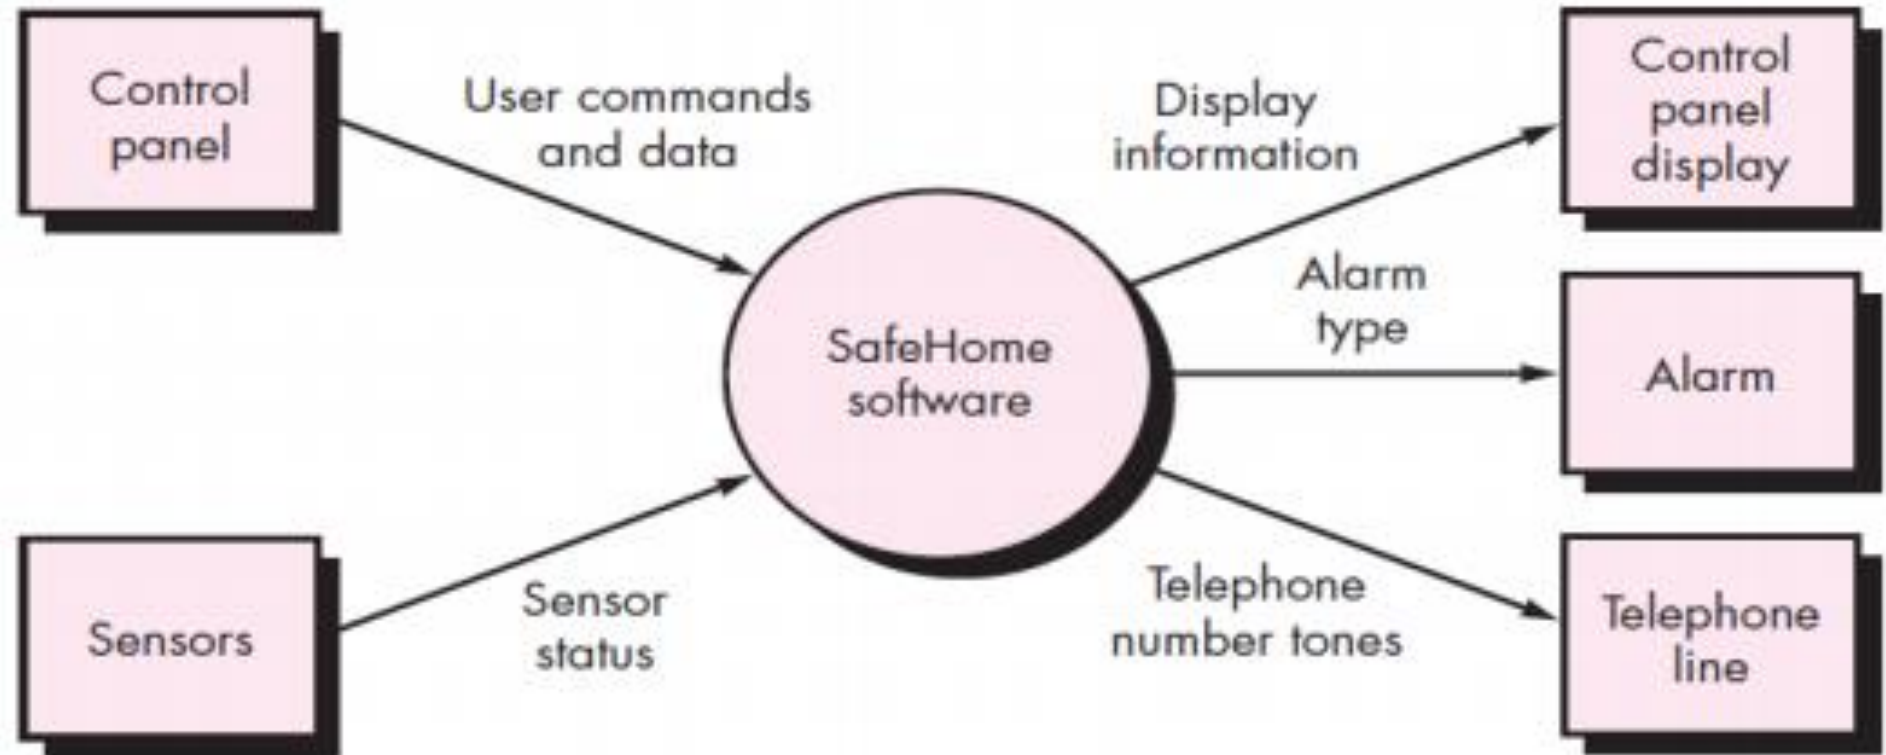 Control
panel
User commands
and data
Display
information
Control
panel
display
SafeHome
software
Alarm
type
Alarm
Sensors
Sensor
status
Telephone
number tones
Telephone
line